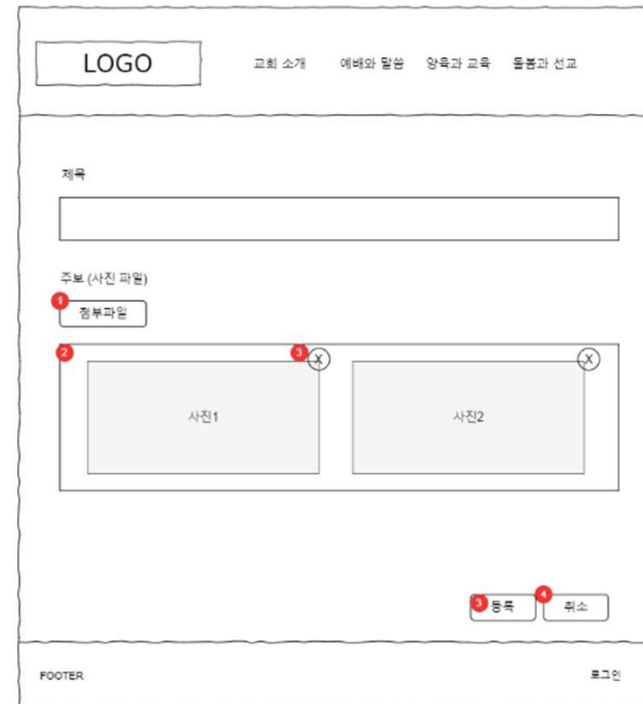 LOGO 교회 소개 예배와 말씀 양육과 교육 돌봄과 선교
제목
주보 (사진 파일)
1 첨부파일
2 3 X X
사진1 사진2
3 등록 4 취소
FOOTER 로그인